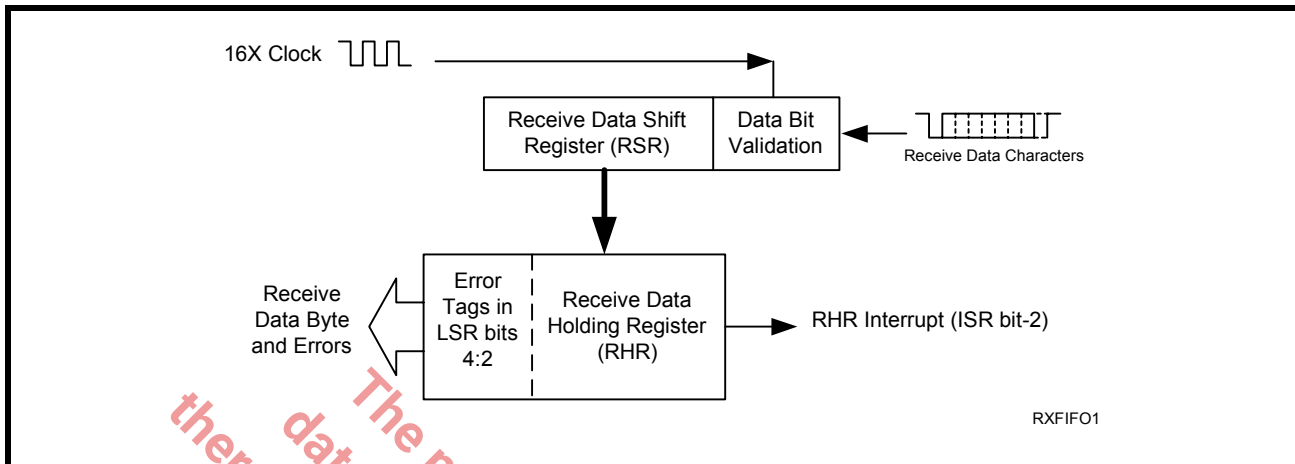 16X Clock
Receive Data Shift
Register (RSR)
Data Bit
Validation
Receive Data Characters
Receive
Data Byte
and Errors
Error
Tags in
LSR bits
4:2
Receive Data
Holding Register
(RHR)
RHR Interrupt (ISR bit-2)
RXFIFO1
The